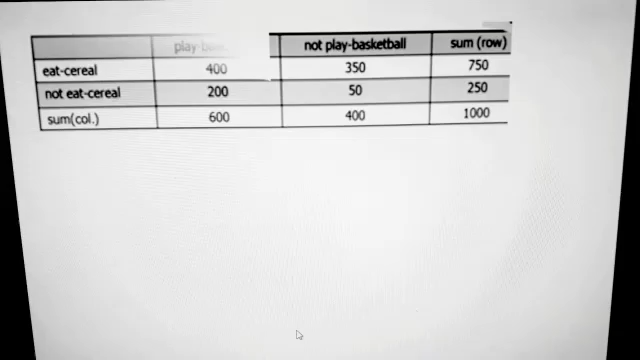 play-
not play-basketball
sum (row)
eat-cereal 400 350 750
not eat-cereal 200 50 250
sum(col.) 600 400 1000